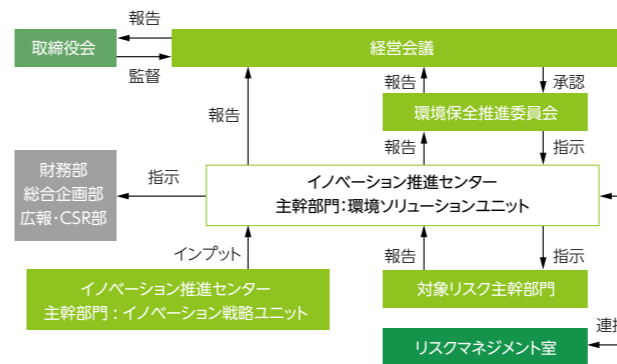 報告
取締役会
経営会議
監督
報告
承認
報告
環境保全推進委員会
報告
指示
財務部
総合企画部
広報・CSR部
指示
イノベーション推進センター
主幹部門:環境ソリューションユニット
インプット
報告
指示
イノベーション推進センター
主幹部門:イノベーション戦略ユニット
対象リスク主幹部門
リスクマネジメント室